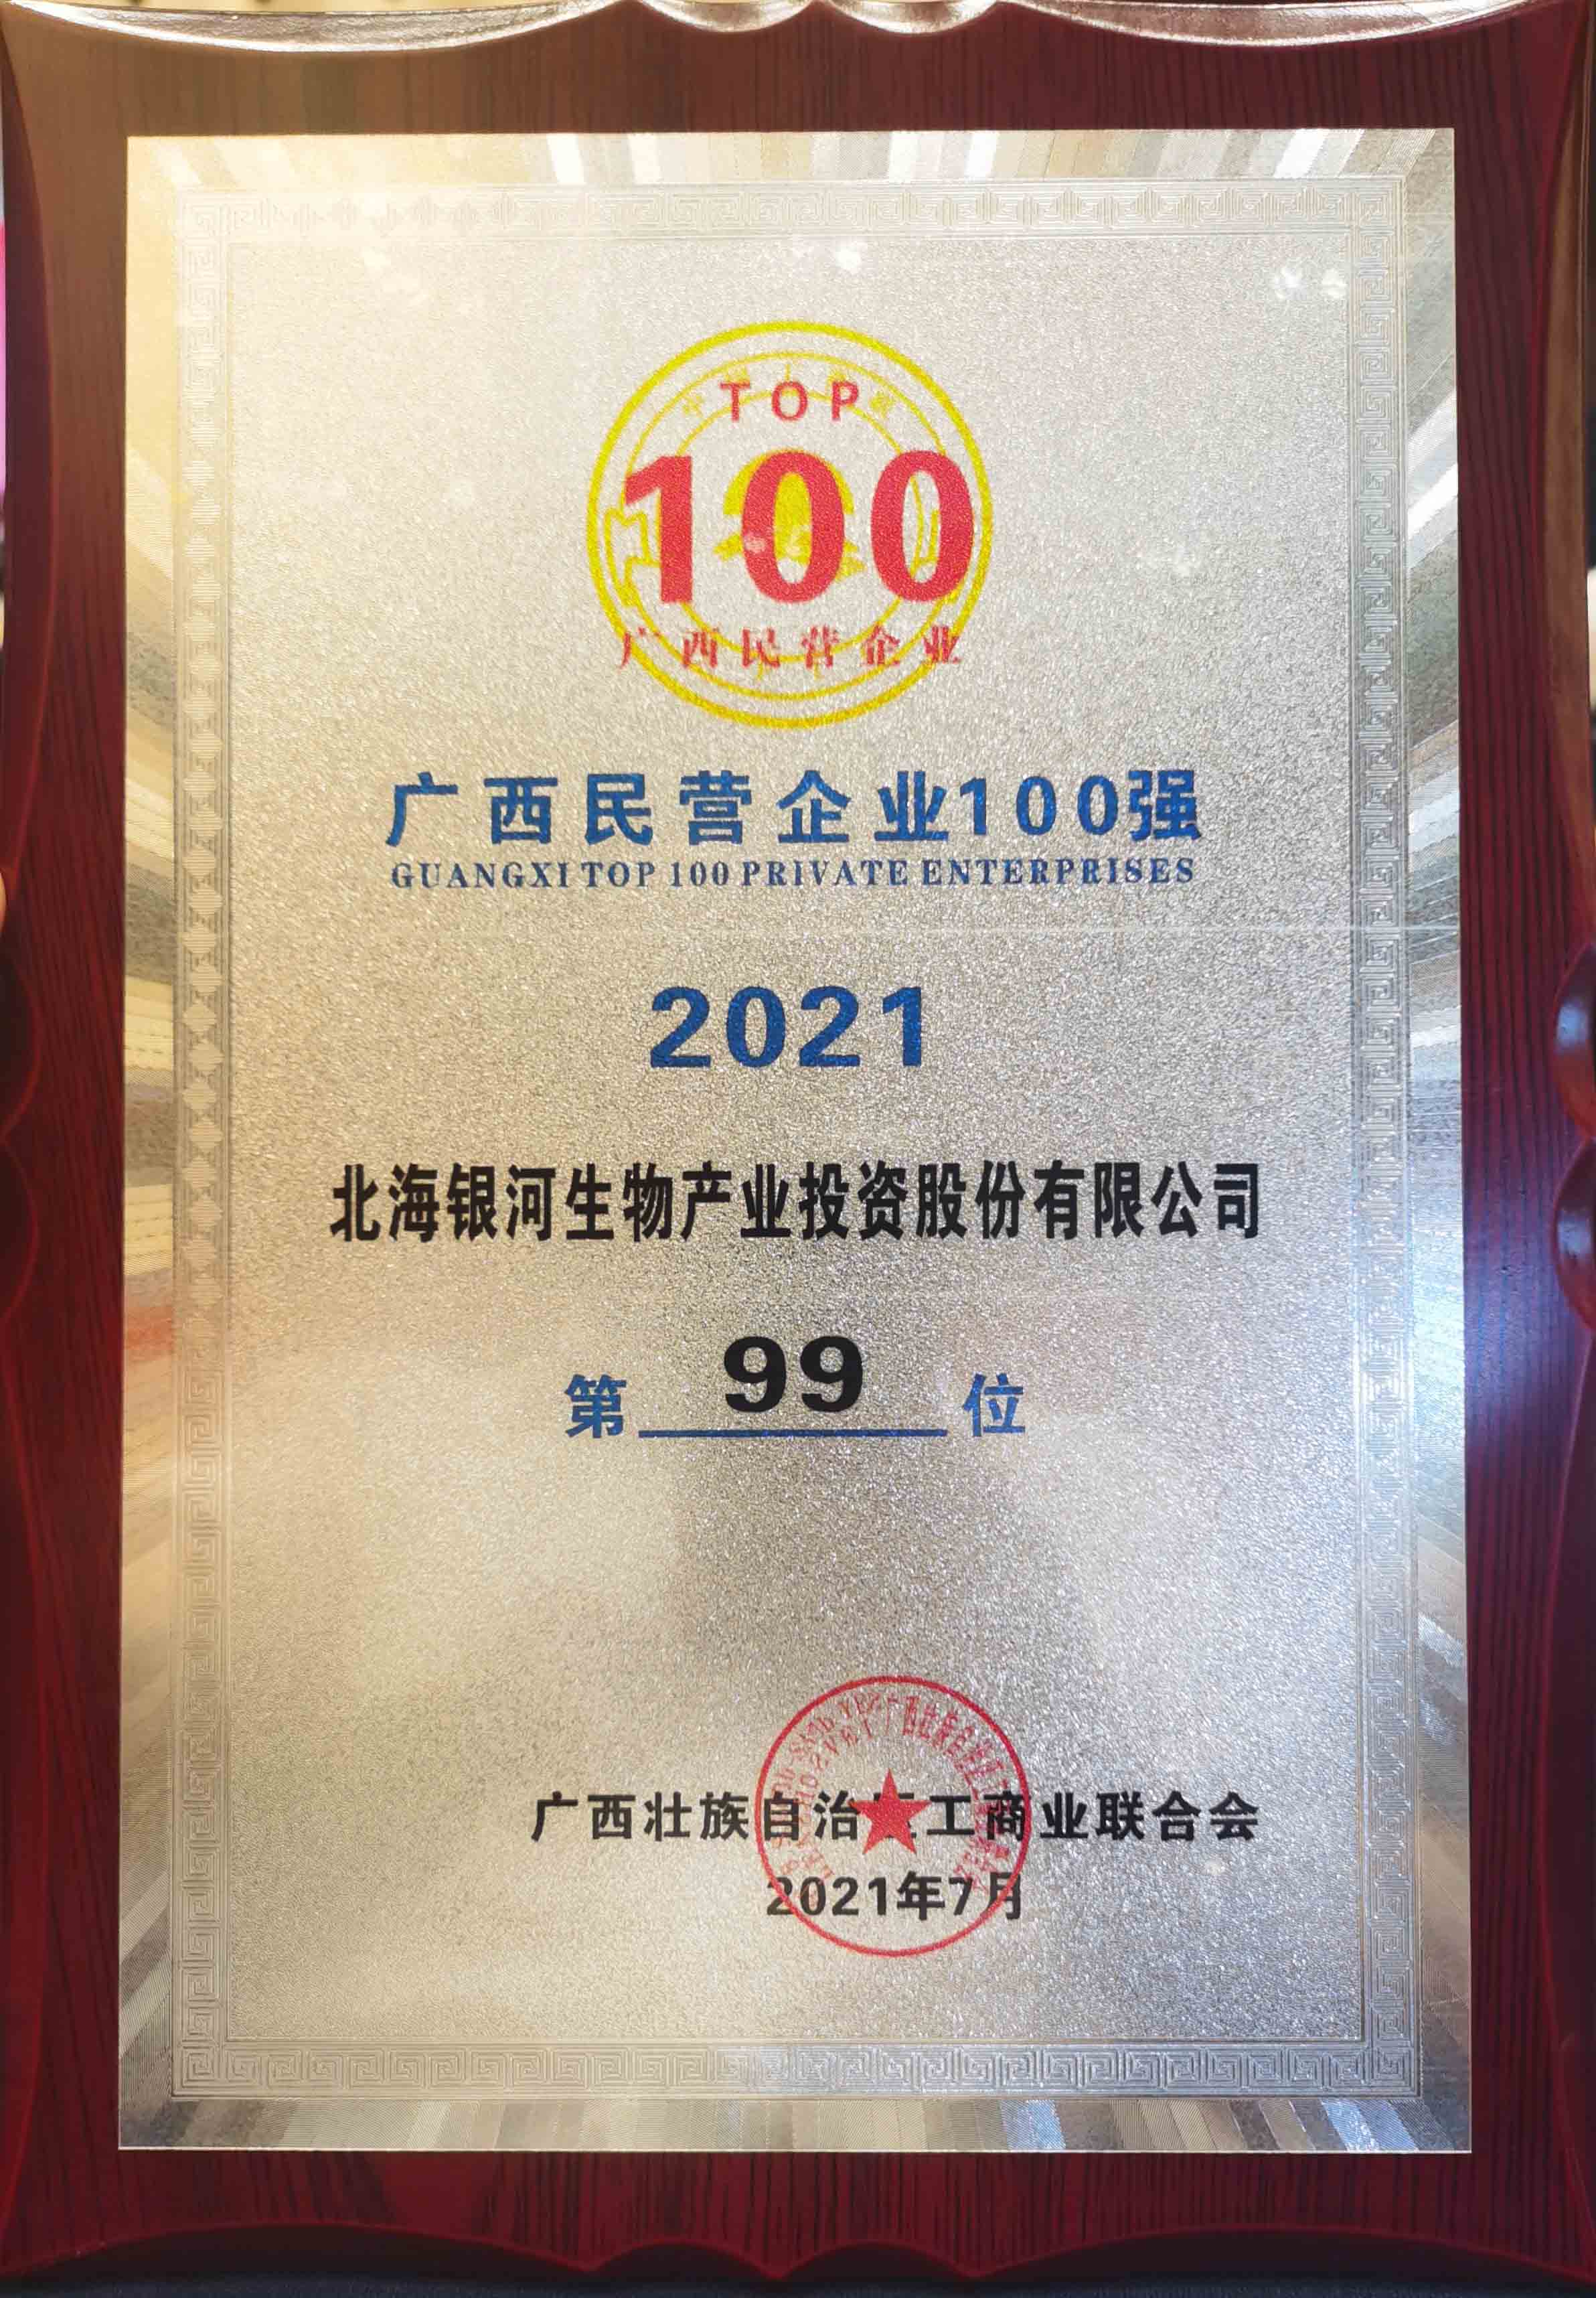 TOP
100
广西民营企业
广西民营企业100强
GUANGXI TOP 100 PRIVATE ENTERPRISES
2021
北海银河生物产业投资股份有限公司
第 99 位
广西壮族自治区工商业联合会
2021年7月